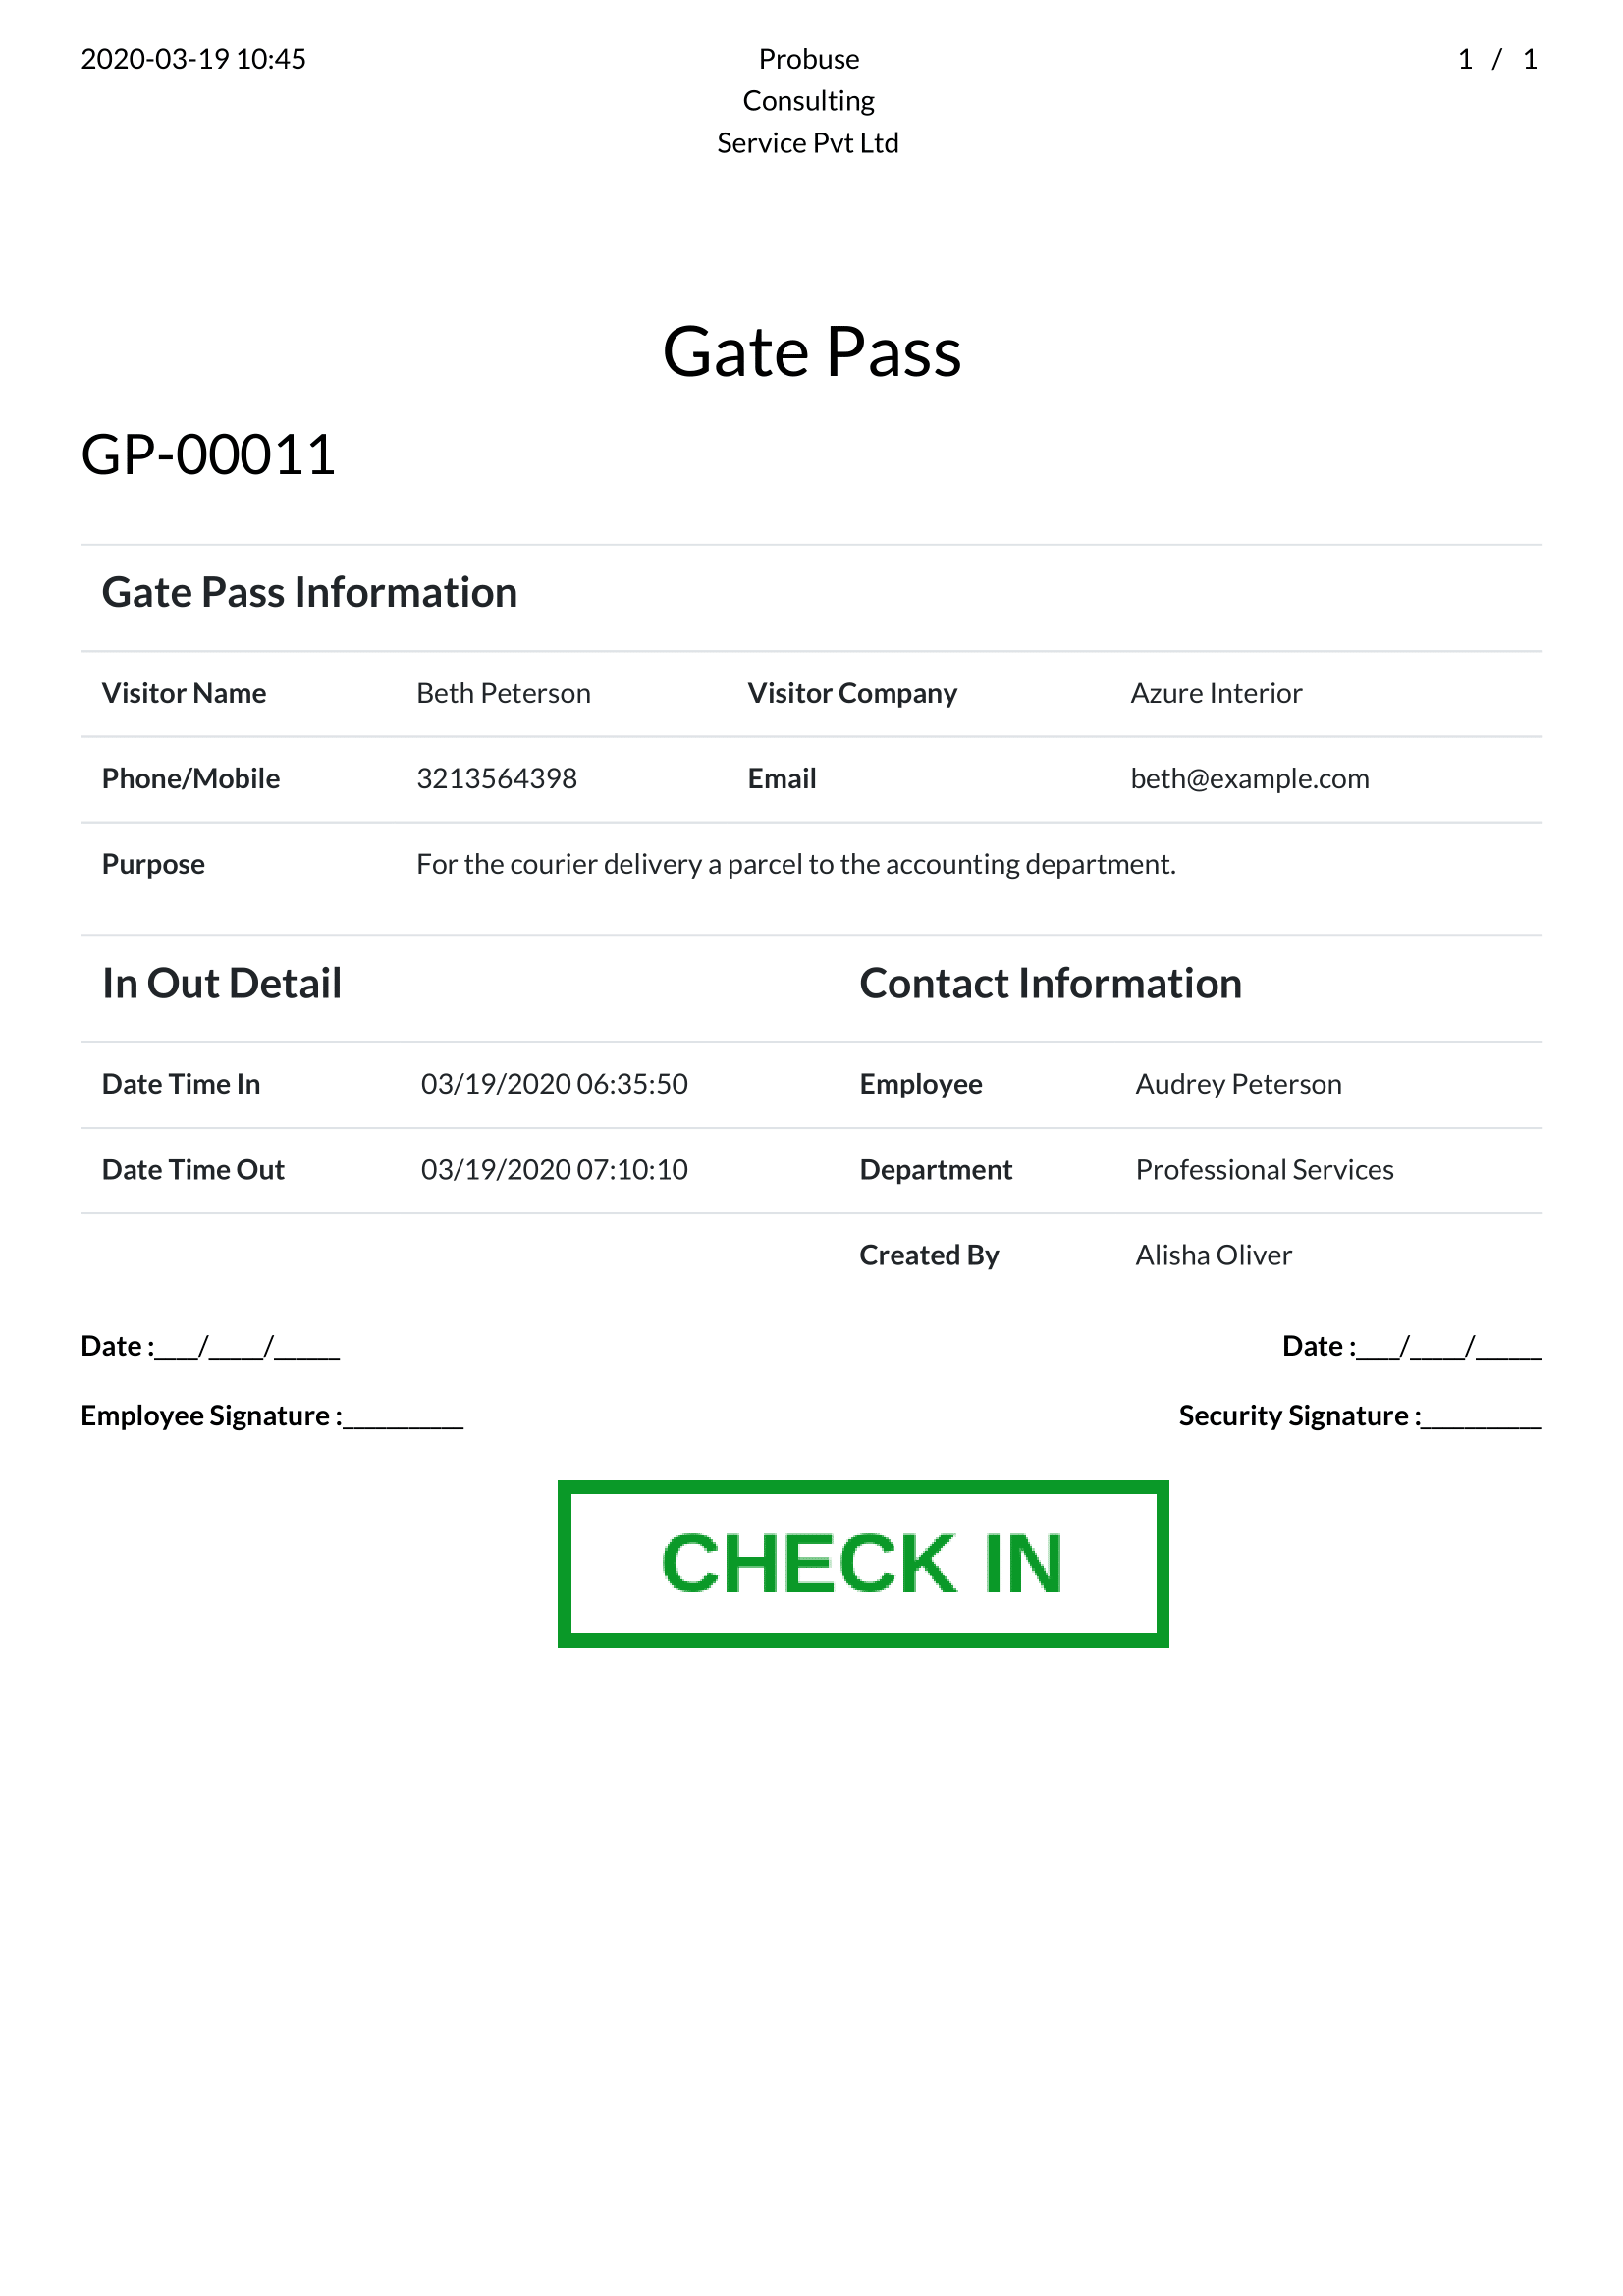 2020-03-19 10:45 Probuse 1 / 1
Consulting
Service Pvt Ltd
Gate Pass
GP-00011
Gate Pass Information
Visitor Name Beth Peterson Visitor Company Azure Interior
Phone/Mobile 3213564398 Email beth@example.com
Purpose For the courier delivery a parcel to the accounting department.
In Out Detail Contact Information
Date Time In 03/19/2020 06:35:50 Employee Audrey Peterson
Date Time Out 03/19/2020 07:10:10 Department Professional Services
Created By Alisha Oliver
Date :____/_____/______ Date :____/_____/______
Employee Signature :___________ Security Signature :___________
CHECK IN